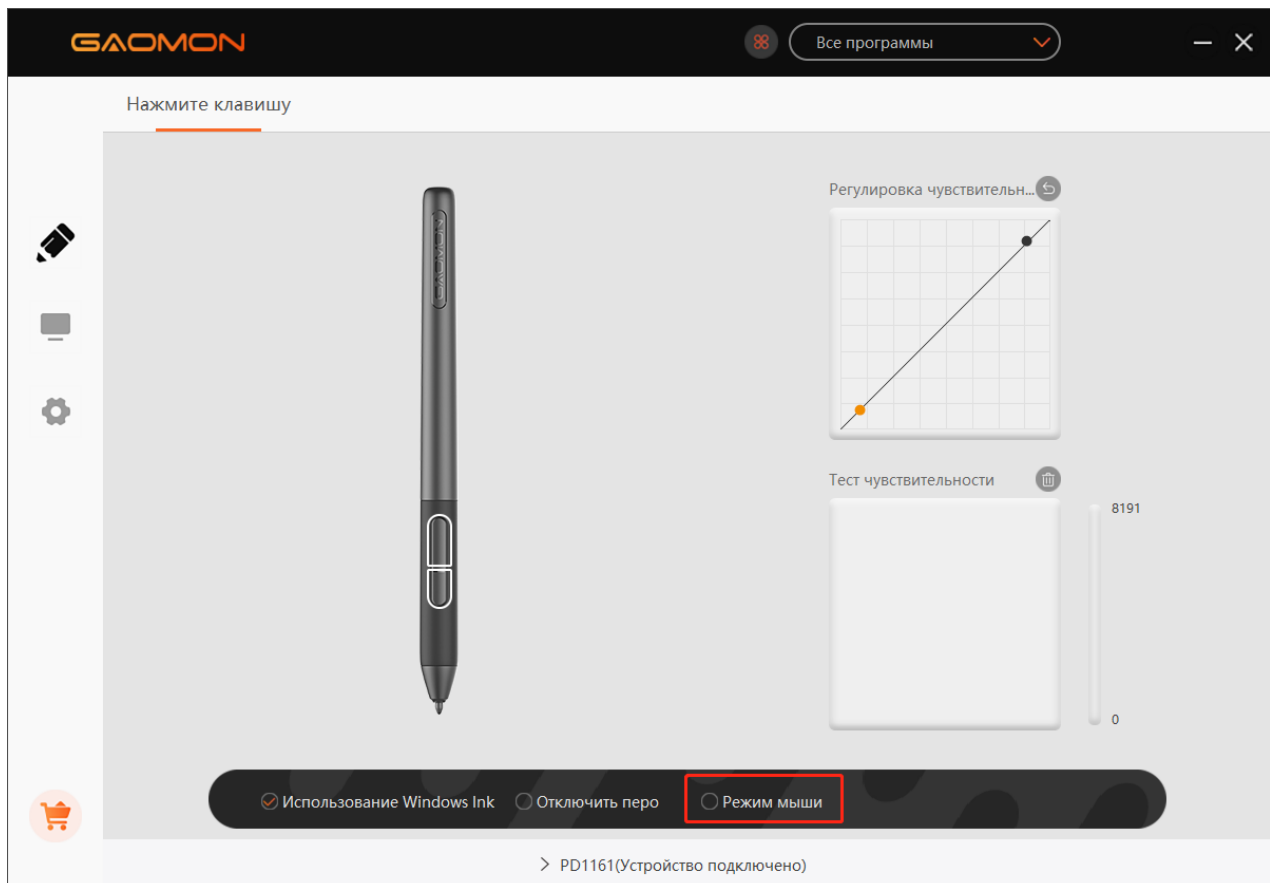 GAOMON
Все программы
Нажмите клавишу
Регулировка чувствительн...
GAOMON
Тест чувствительности
8191
0
Использование Windows Ink Отключить перо Режим мыши
PD1161(Устройство подключено)